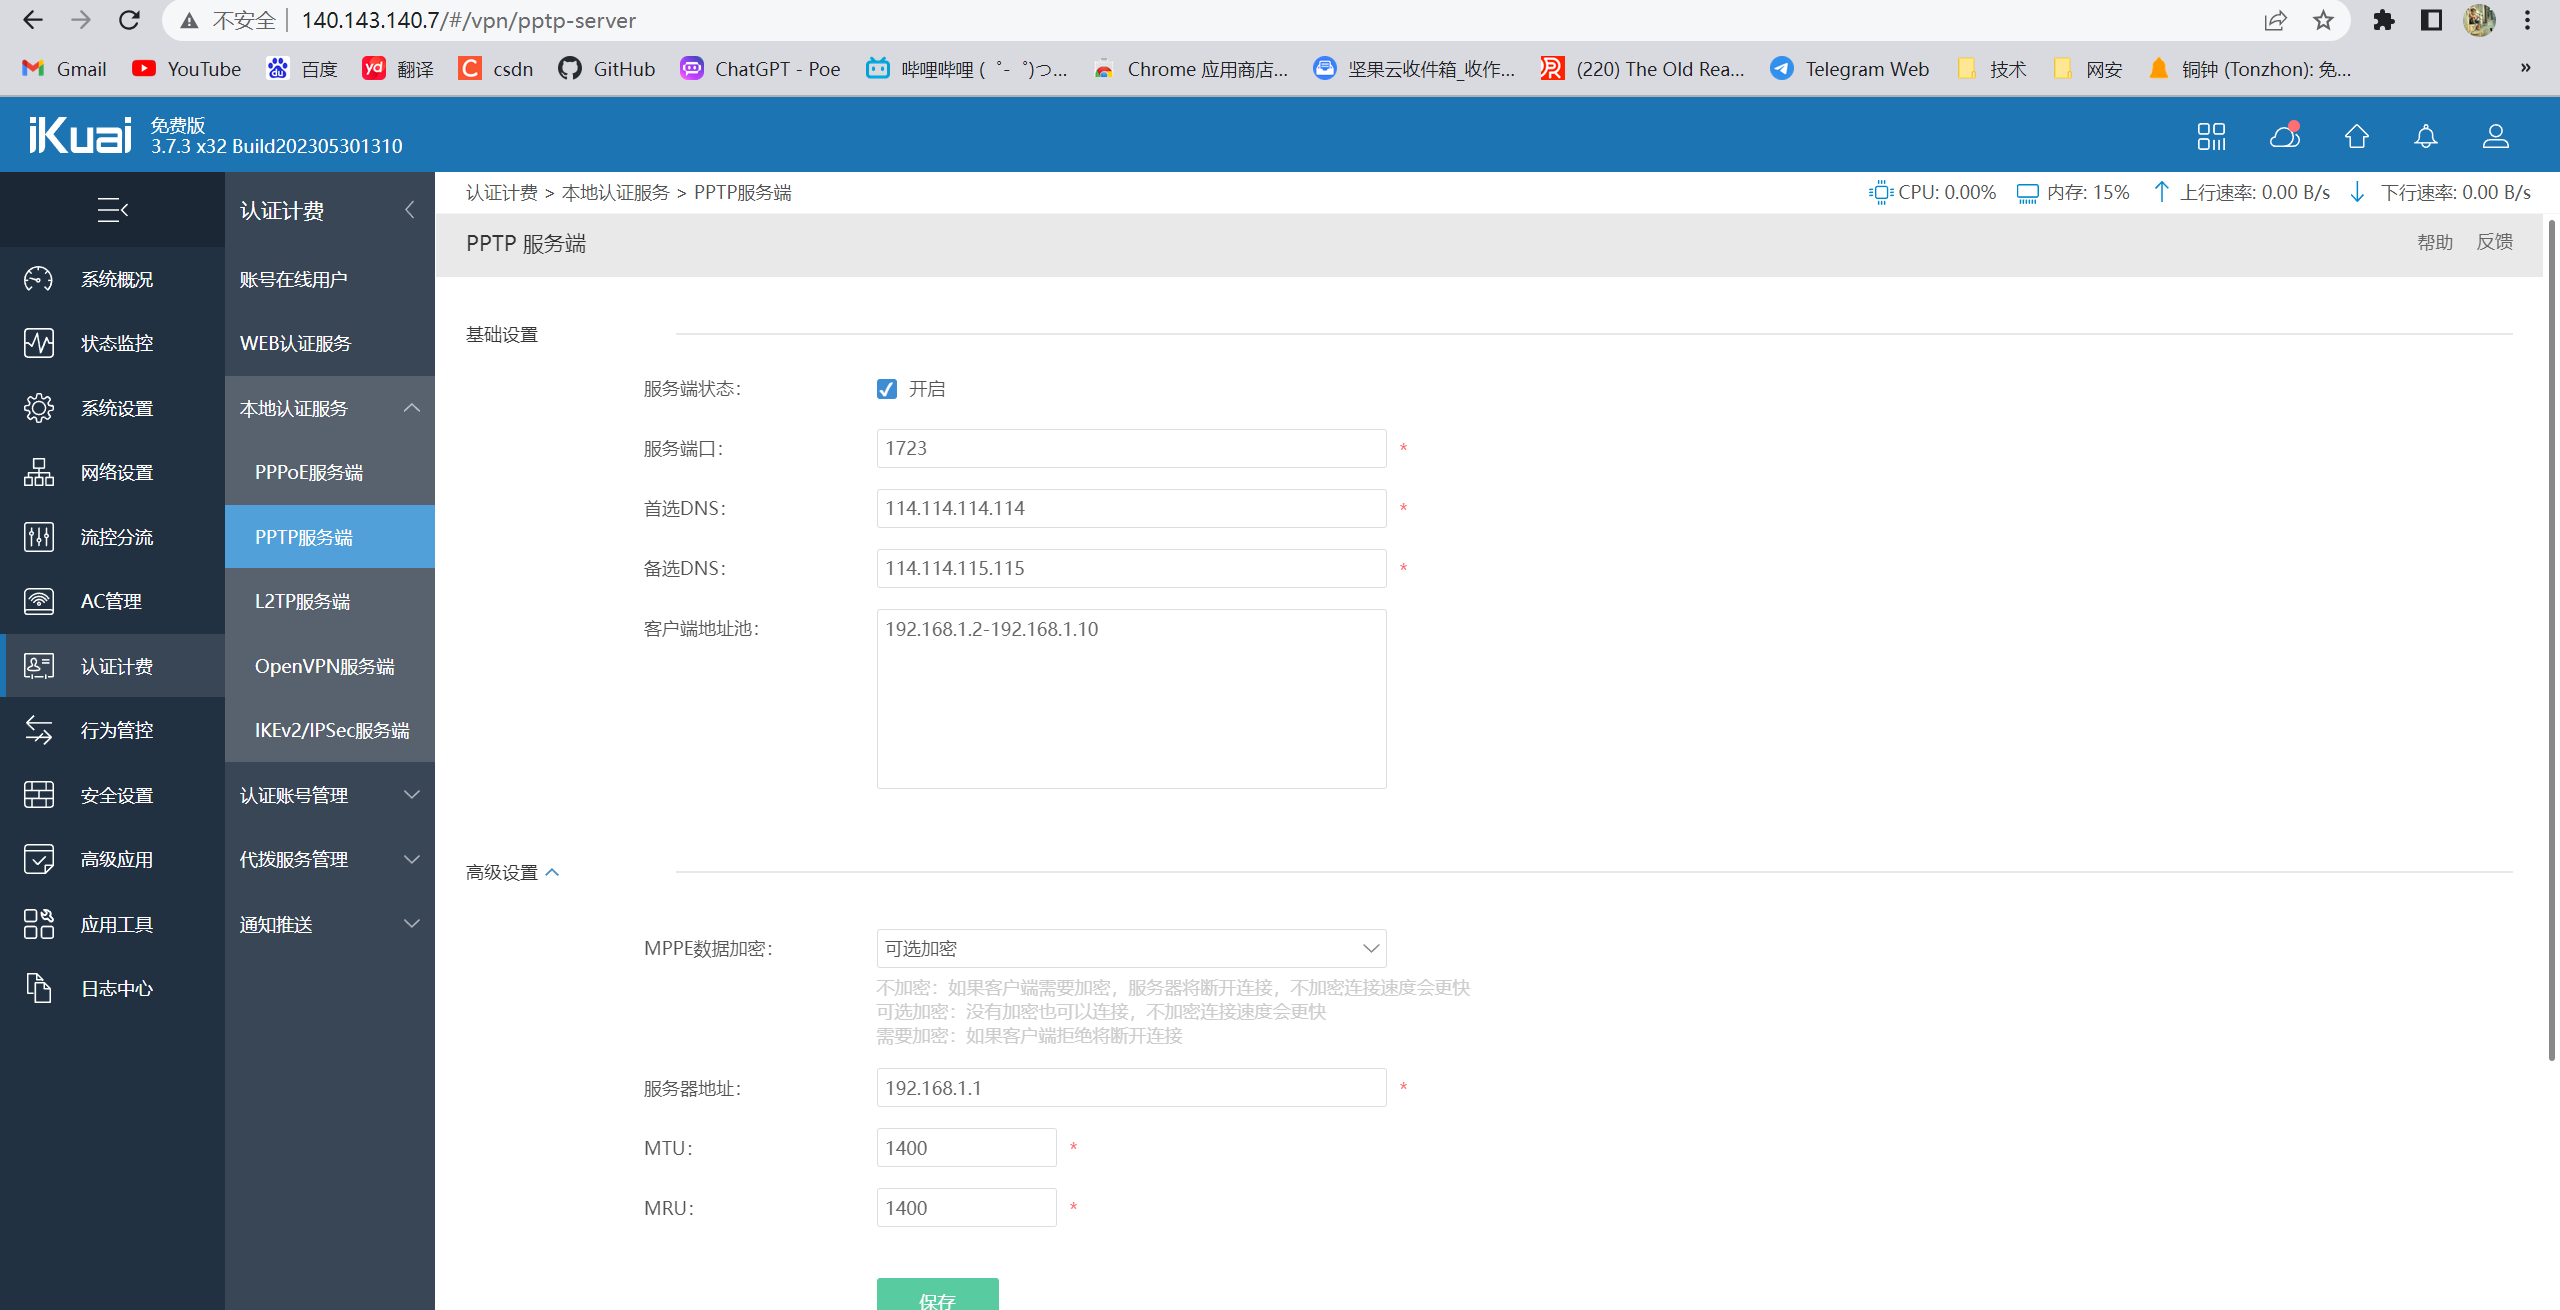 不安全 140.143.140.7/#/vpn/pptp-server
Gmail YouTube 百度 翻译 csdn GitHub ChatGPT - Poe 哔哩哔哩 (゜-゜)つ... Chrome 应用商店... 坚果云收件箱_收作... (220) The Old Rea... Telegram Web 技术 网安 铜钟 (Tonzhon): 免... »
iKuai 免费版
3.7.3 x32 Build202305301310
认证计费 > 本地认证服务 > PPTP服务端 CPU: 0.00% 内存: 15% 上行速率: 0.00 B/s 下行速率: 0.00 B/s
系统概况
状态监控
系统设置
网络设置
流控分流
AC管理
认证计费
行为管控
安全设置
高级应用
应用工具
日志中心
认证计费
账号在线用户
WEB认证服务
本地认证服务
PPPoE服务端
PPTP服务端
L2TP服务端
OpenVPN服务端
IKEv2/IPSec服务端
认证账号管理
代拨服务管理
通知推送
PPTP 服务端 帮助 反馈
基础设置
服务端状态: 开启
服务端口: 1723 *
首选DNS: 114.114.114.114 *
备选DNS: 114.114.115.115 *
客户端地址池: 192.168.1.2-192.168.1.10
高级设置
MPPE数据加密: 可选加密
不加密：如果客户端需要加密，服务器将断开连接，不加密连接速度会更快
可选加密：没有加密也可以连接，不加密连接速度会更快
需要加密：如果客户端拒绝将断开连接
服务器地址: 192.168.1.1 *
MTU: 1400 *
MRU: 1400 *
保存